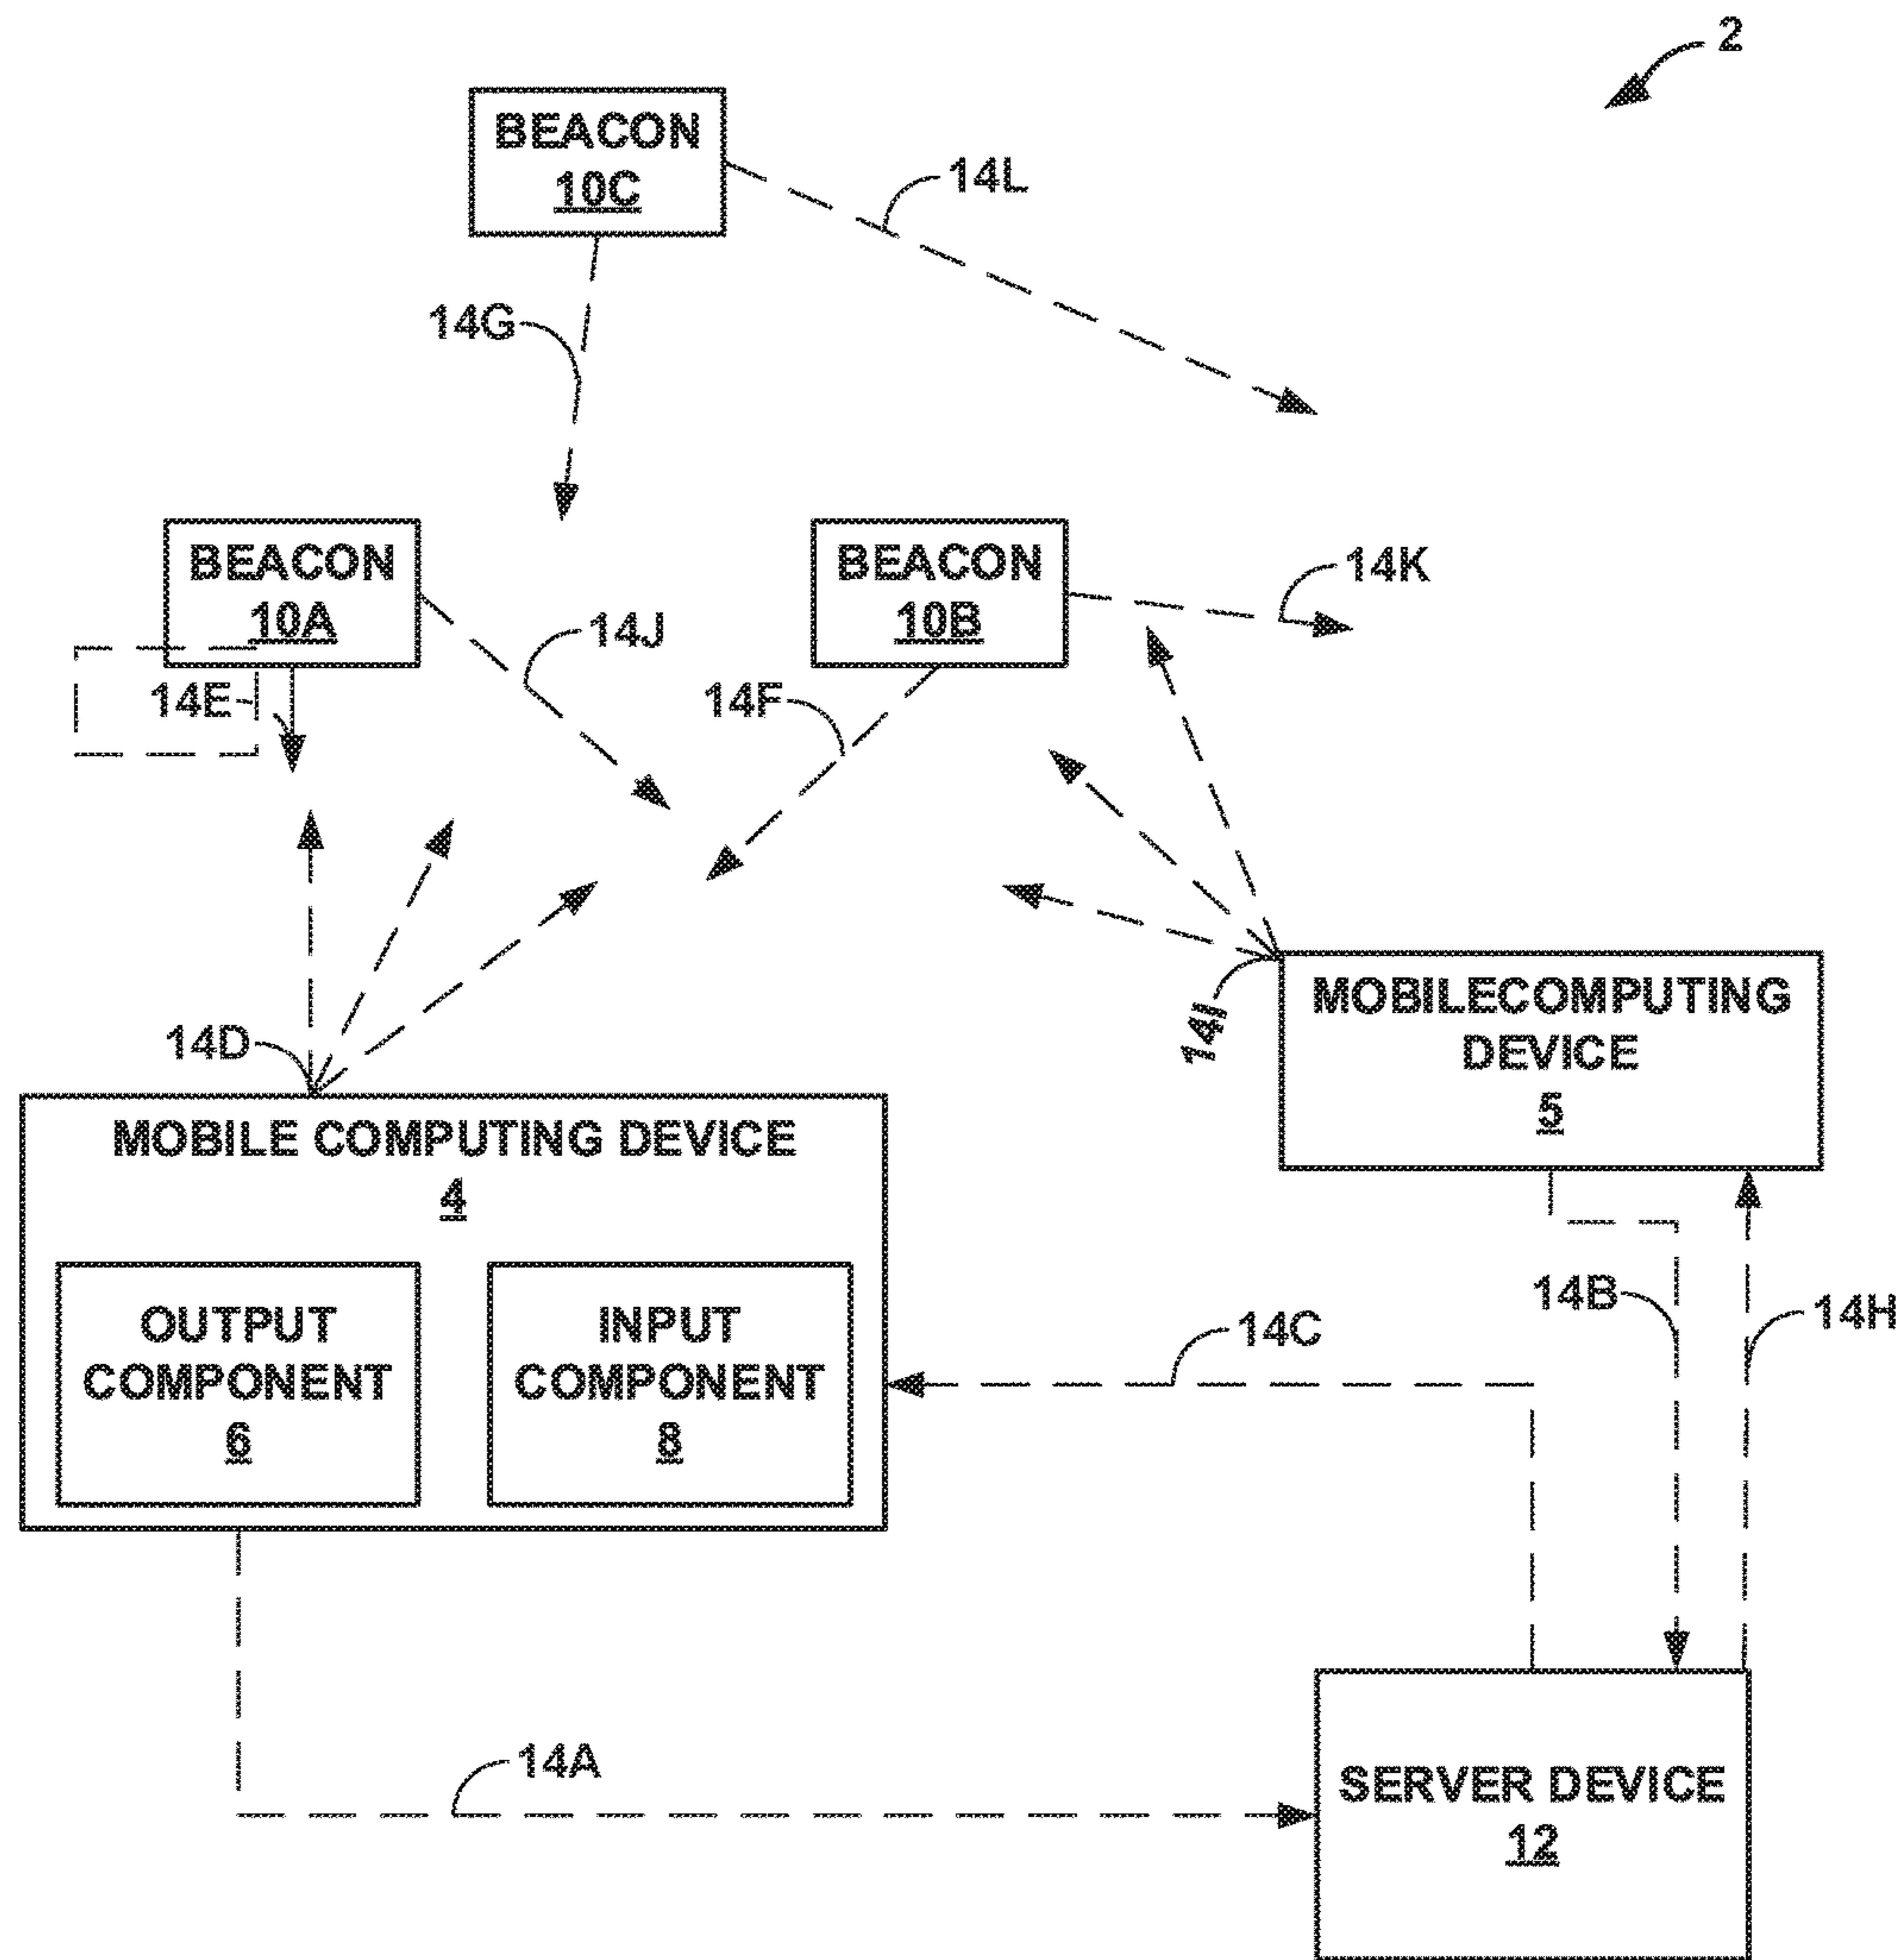 2
BEACON
10C
14L
14G
BEACON
10A
BEACON
10B
14K
14J
14E
14F
14D
14I
MOBILECOMPUTING
DEVICE
5
MOBILE COMPUTING DEVICE
4
OUTPUT
COMPONENT
6
INPUT
COMPONENT
8
14B
14H
14C
14A
SERVER DEVICE
12